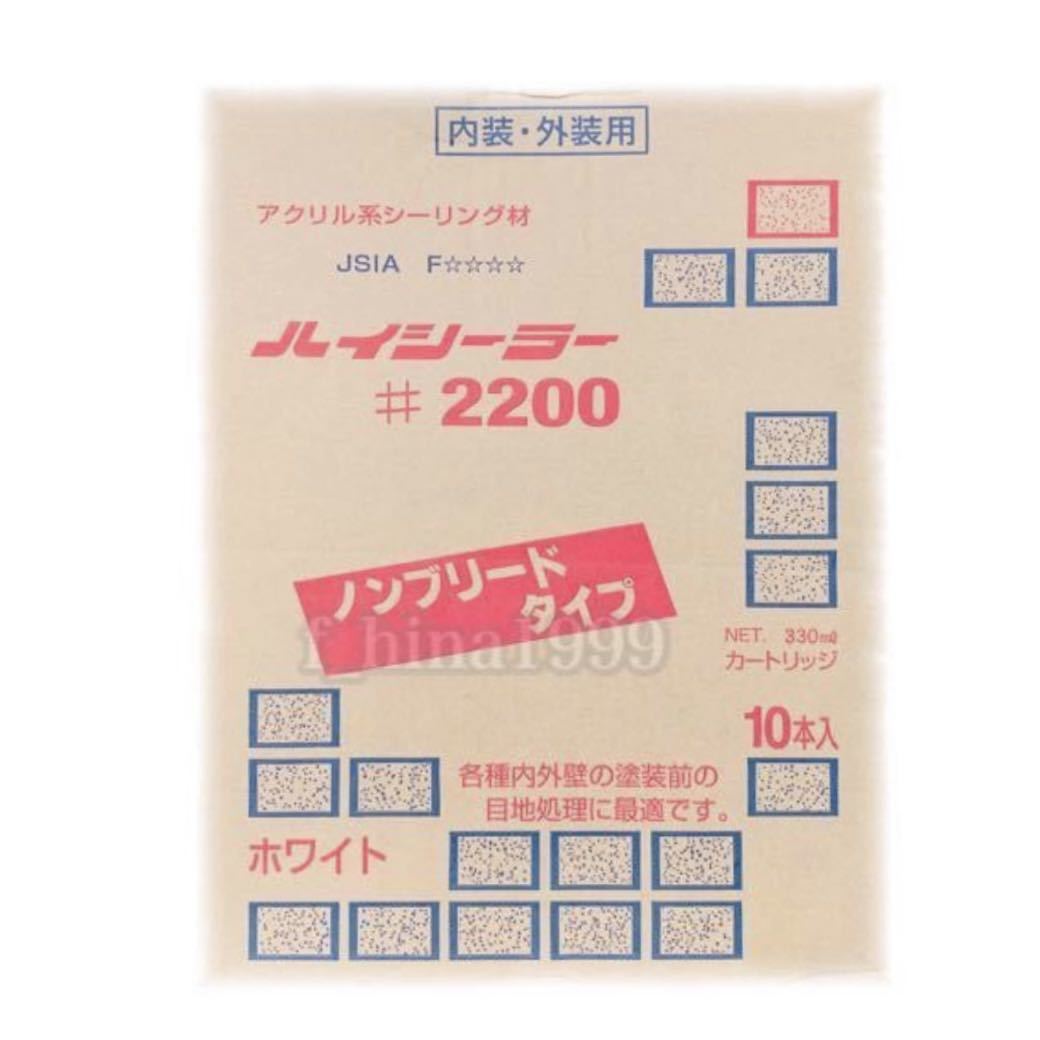 内装・外装用
アクリル系シーリング材
JSIA F☆☆☆☆
ハイシーラー
#2200
ノンブリード
タイプ
f_hina1999
NET. 330㎖
カートリッジ
10本入
各種内外壁の塗装前の
目地処理に最適です。
ホワイト